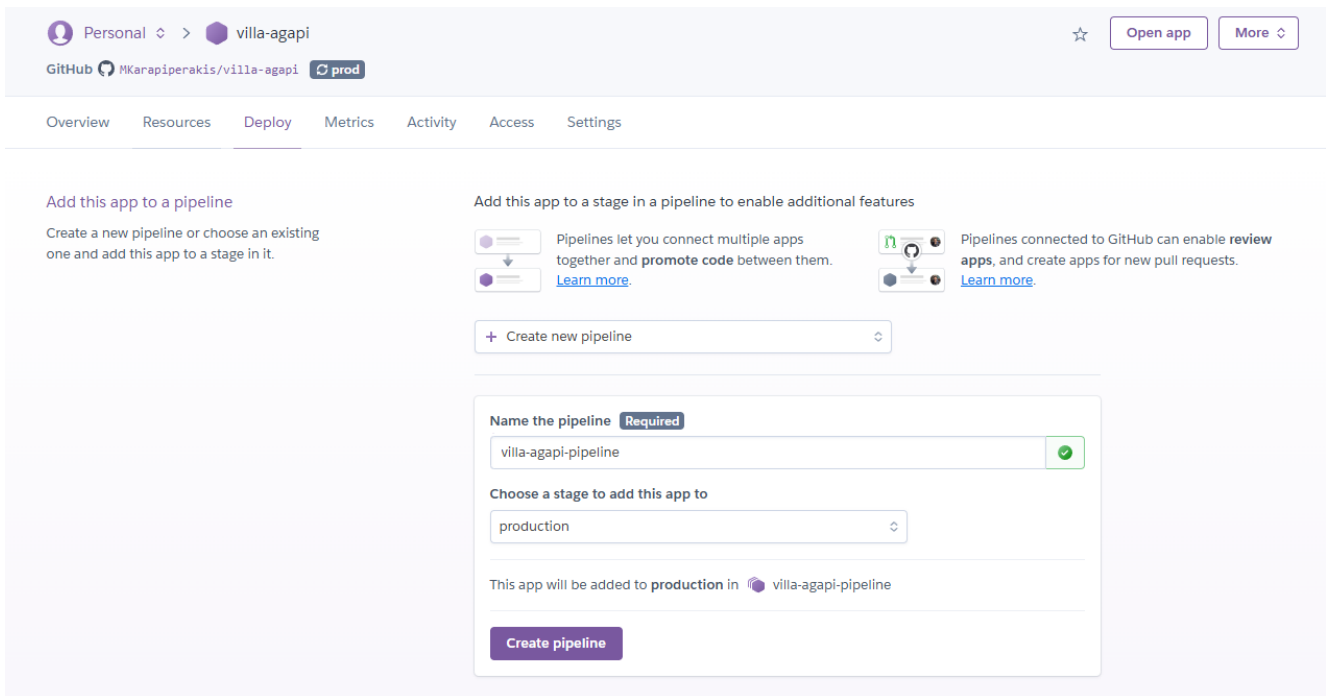 Personal > villa-agapi
Open app
More
GitHub MKarapiperakis/villa-agapi prod
Overview Resources Deploy Metrics Activity Access Settings
Add this app to a pipeline
Create a new pipeline or choose an existing
one and add this app to a stage in it.
Add this app to a stage in a pipeline to enable additional features
Pipelines let you connect multiple apps
together and promote code between them.
Learn more.
Pipelines connected to GitHub can enable review
apps, and create apps for new pull requests.
Learn more.
+ Create new pipeline
Name the pipeline Required
villa-agapi-pipeline
Choose a stage to add this app to
production
This app will be added to production in villa-agapi-pipeline
Create pipeline